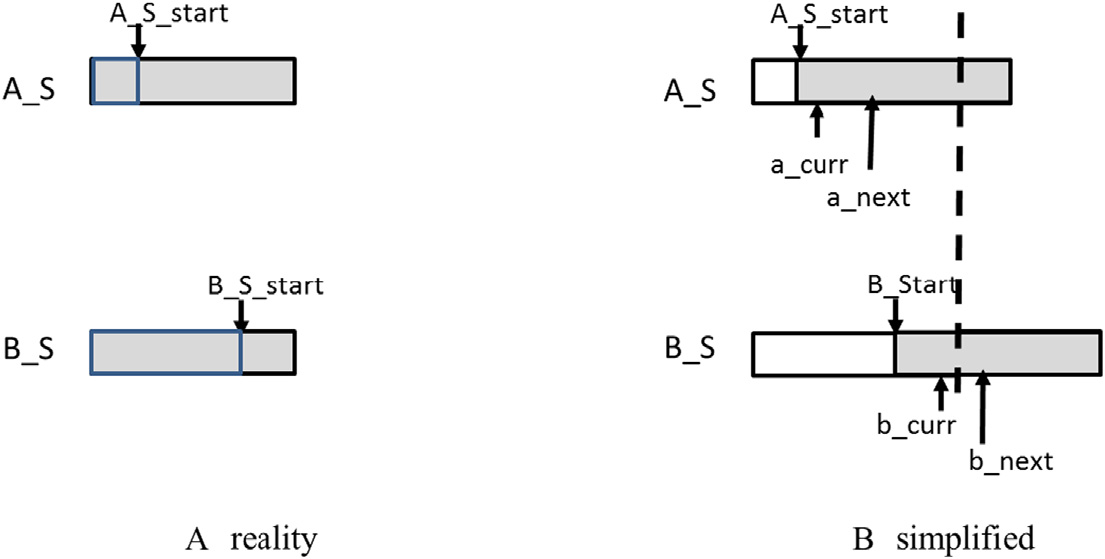 A_S_start
A_S
B_S_start
B_S
A reality
A_S_start
A_S
a_curr
a_next
B_Start
B_S
b_curr
b_next
B simplified